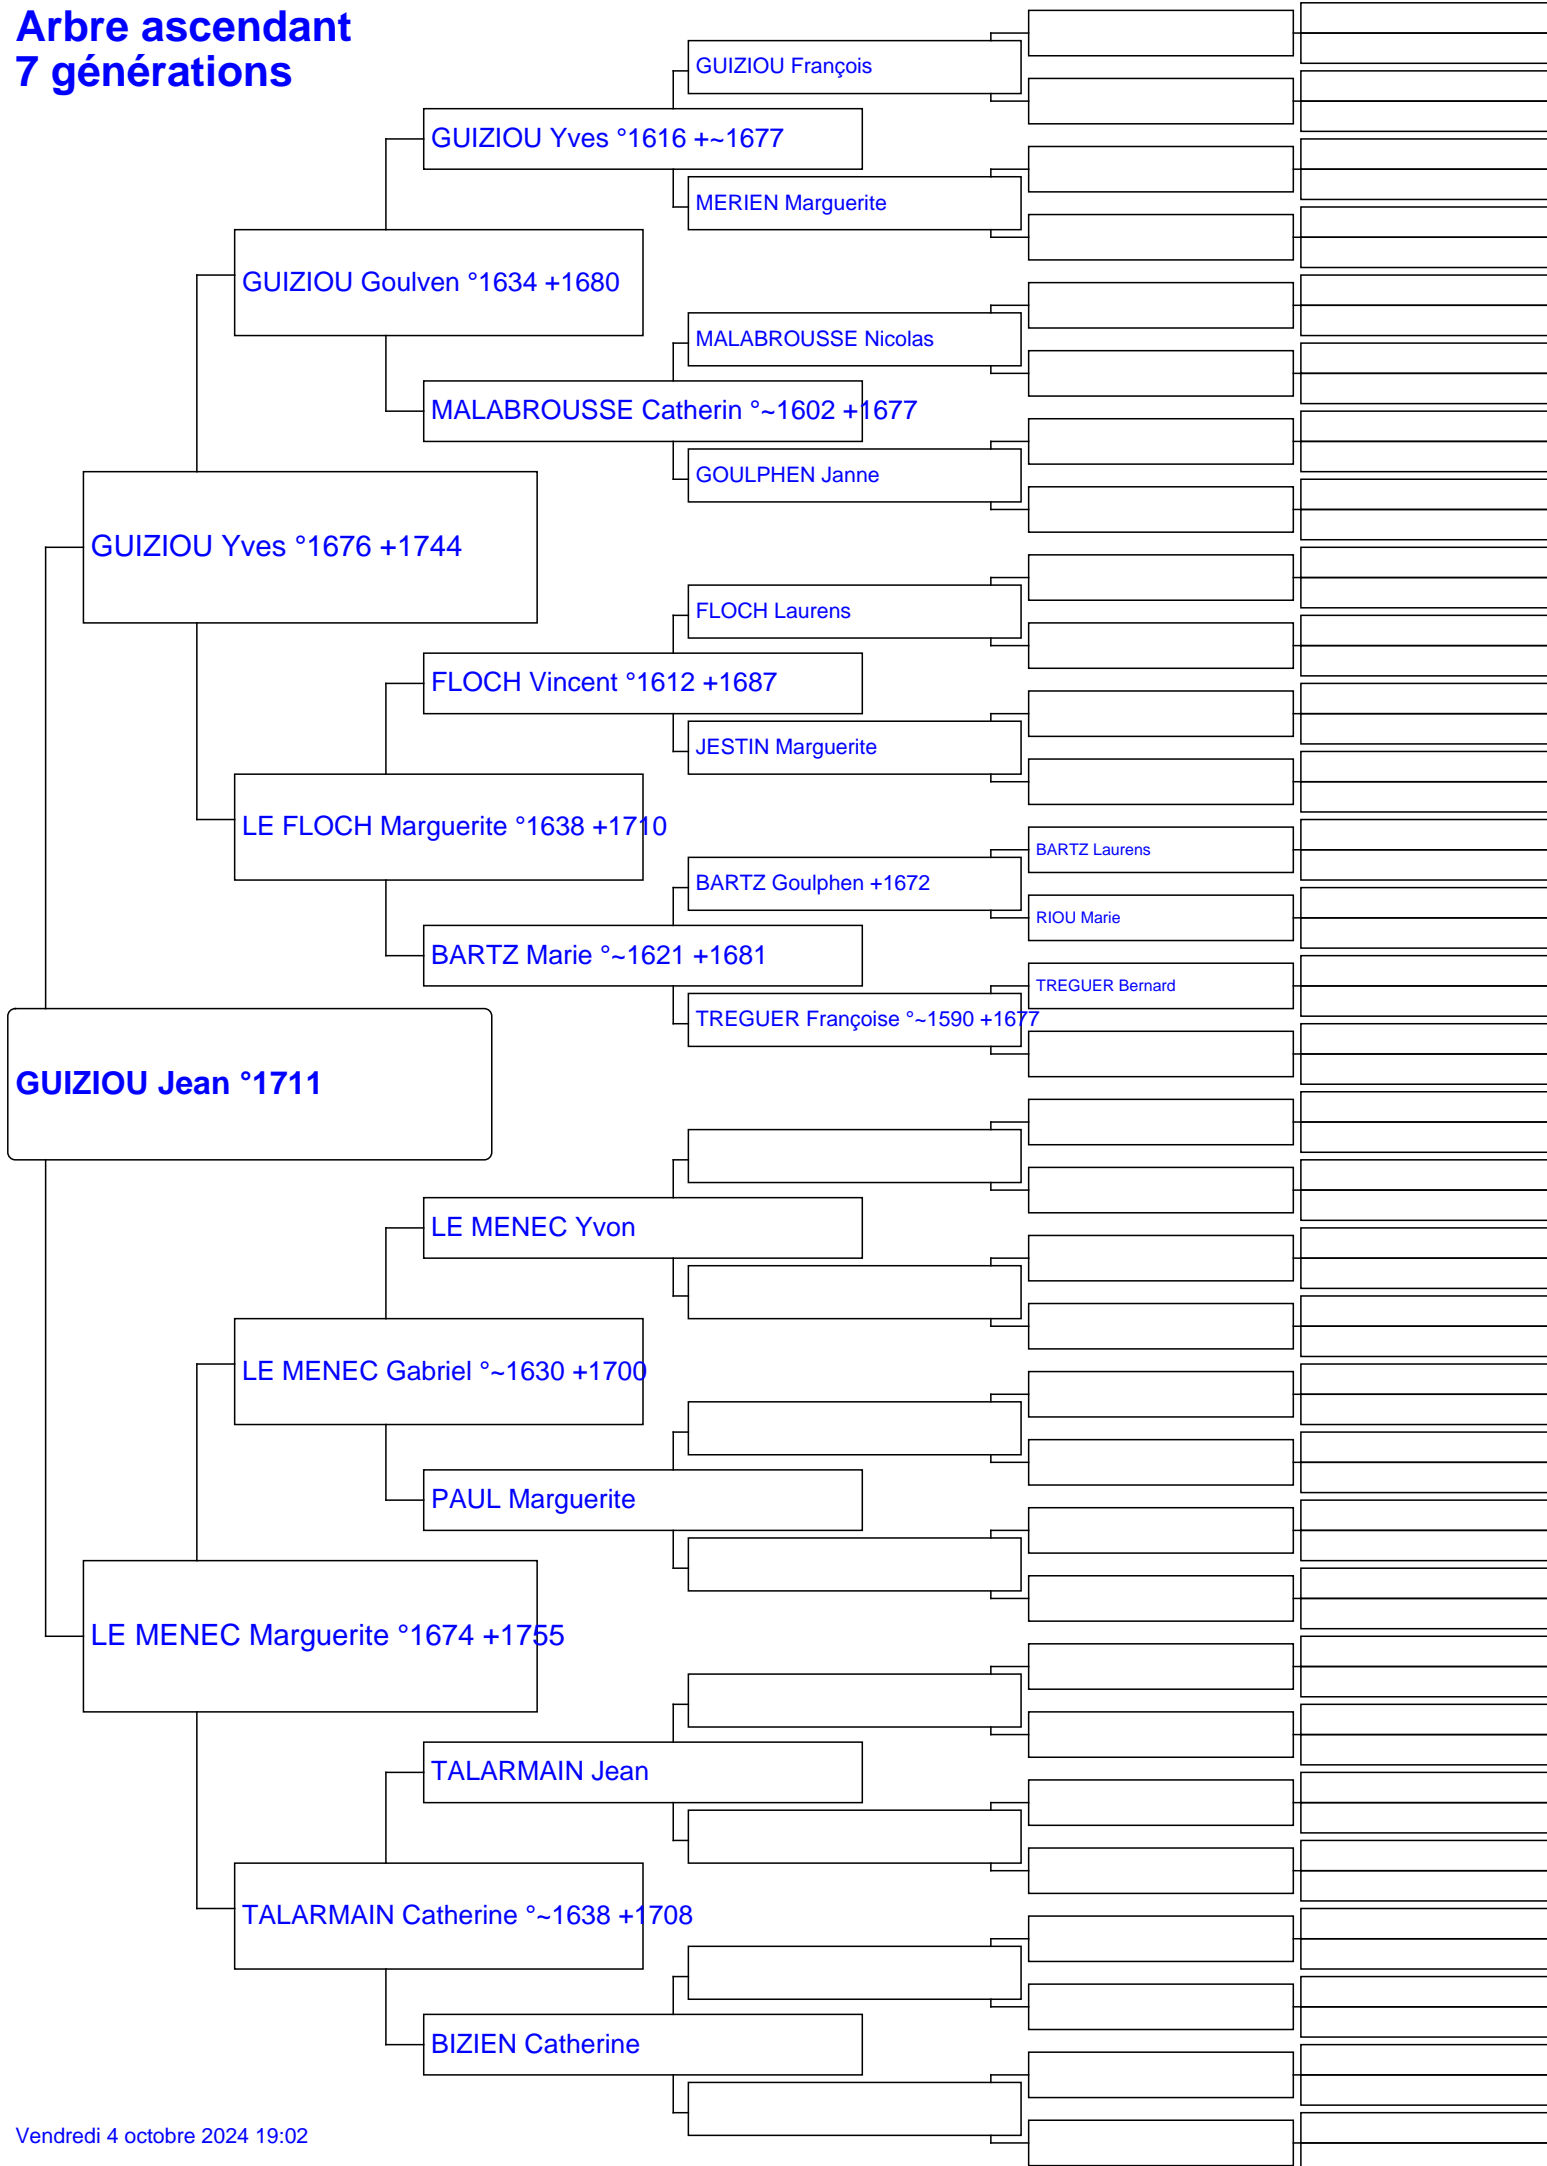 Arbre ascendant
7 générations
GUIZIOU François
GUIZIOU Yves °1616 +~1677
MERIEN Marguerite
GUIZIOU Goulven °1634 +1680
MALABROUSSE Nicolas
MALABROUSSE Catherin °~1602 +1677
GOULPHEN Janne
GUIZIOU Yves °1676 +1744
FLOCH Laurens
FLOCH Vincent °1612 +1687
JESTIN Marguerite
LE FLOCH Marguerite °1638 +1710
BARTZ Laurens
BARTZ Goulphen +1672
RIOU Marie
BARTZ Marie °~1621 +1681
TREGUER Bernard
TREGUER Françoise °~1590 +1677
GUIZIOU Jean °1711
LE MENEC Yvon
LE MENEC Gabriel °~1630 +1700
PAUL Marguerite
LE MENEC Marguerite °1674 +1755
TALARMAIN Jean
TALARMAIN Catherine °~1638 +1708
BIZIEN Catherine
Vendredi 4 octobre 2024 19:02